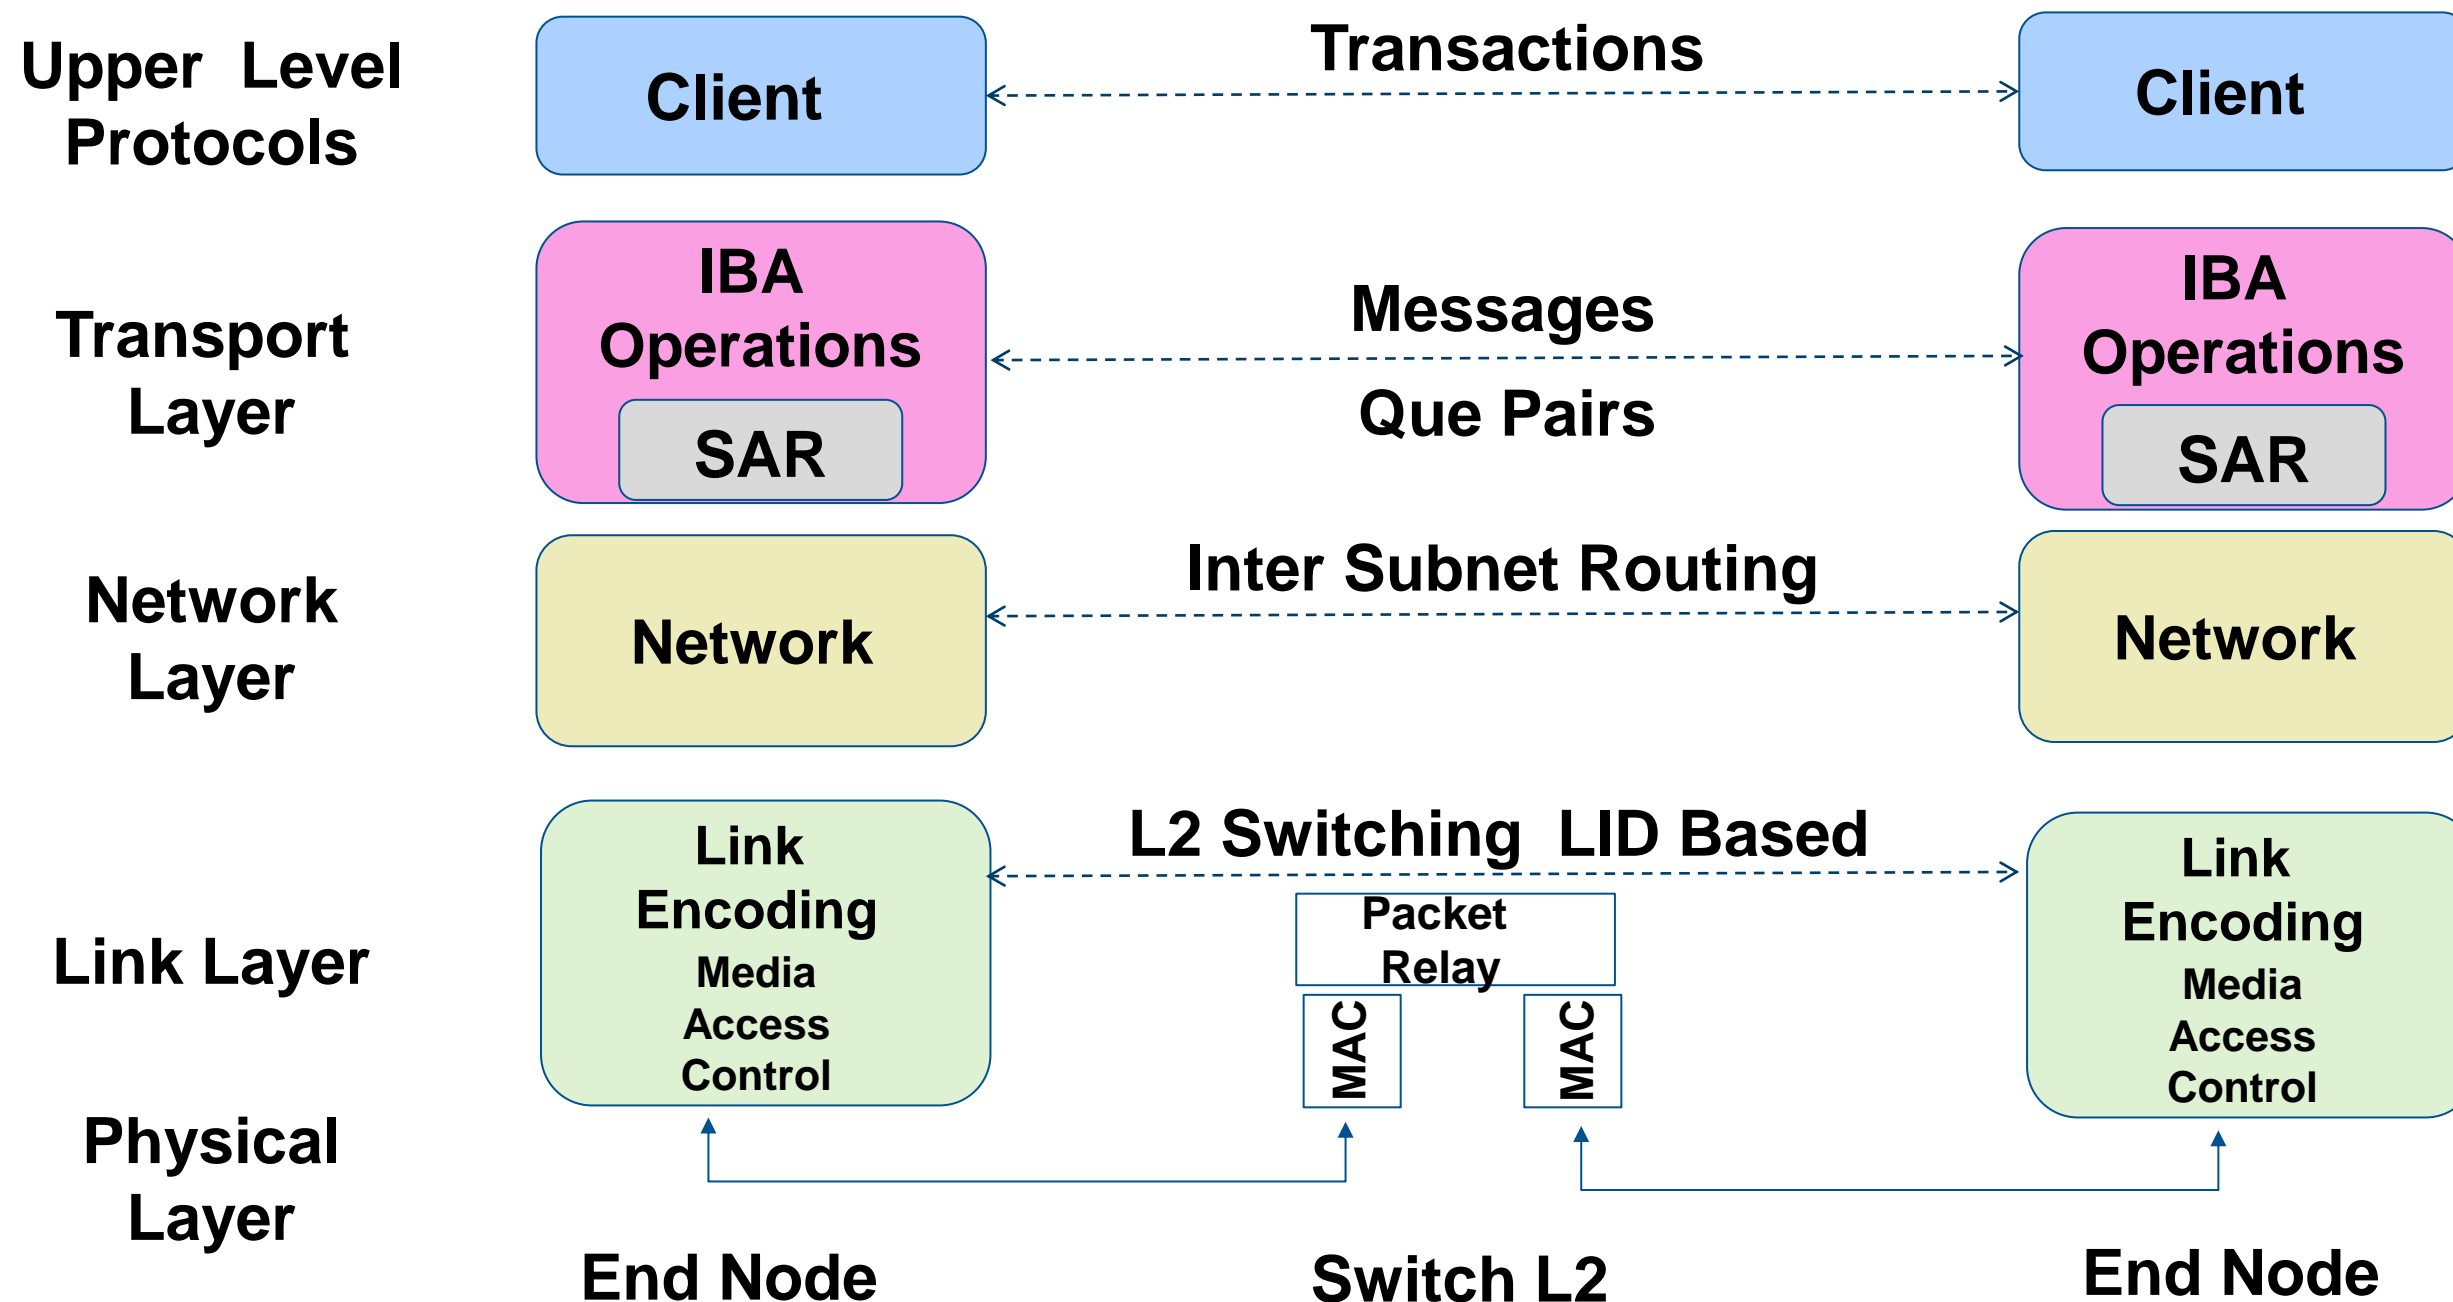 Upper Level
Protocols
Client
Transactions
Client
Transport
Layer
IBA
Operations
SAR
Messages
Que Pairs
IBA
Operations
SAR
Network
Layer
Network
Inter Subnet Routing
Network
Link Layer
Link
Encoding
Media
Access
Control
L2 Switching LID Based
Packet
Relay
MAC
MAC
Link
Encoding
Media
Access
Control
Physical
Layer
End Node
Switch L2
End Node